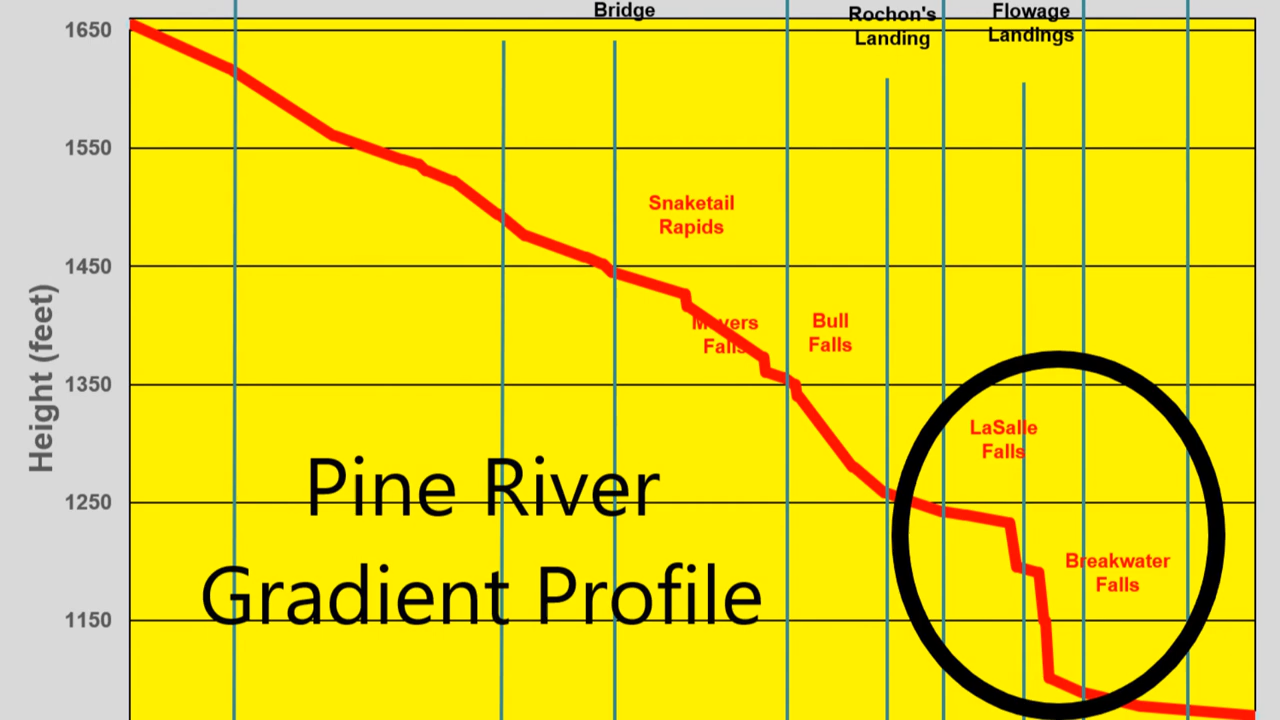 Bridge
Rochon's
Landing
Flowage
Landings
1650
1550
1450
1350
1250
1150
Height (feet)
Snaketail
Rapids
Meyers
Falls
Bull
Falls
LaSalle
Falls
Breakwater
Falls
Pine River
Gradient Profile